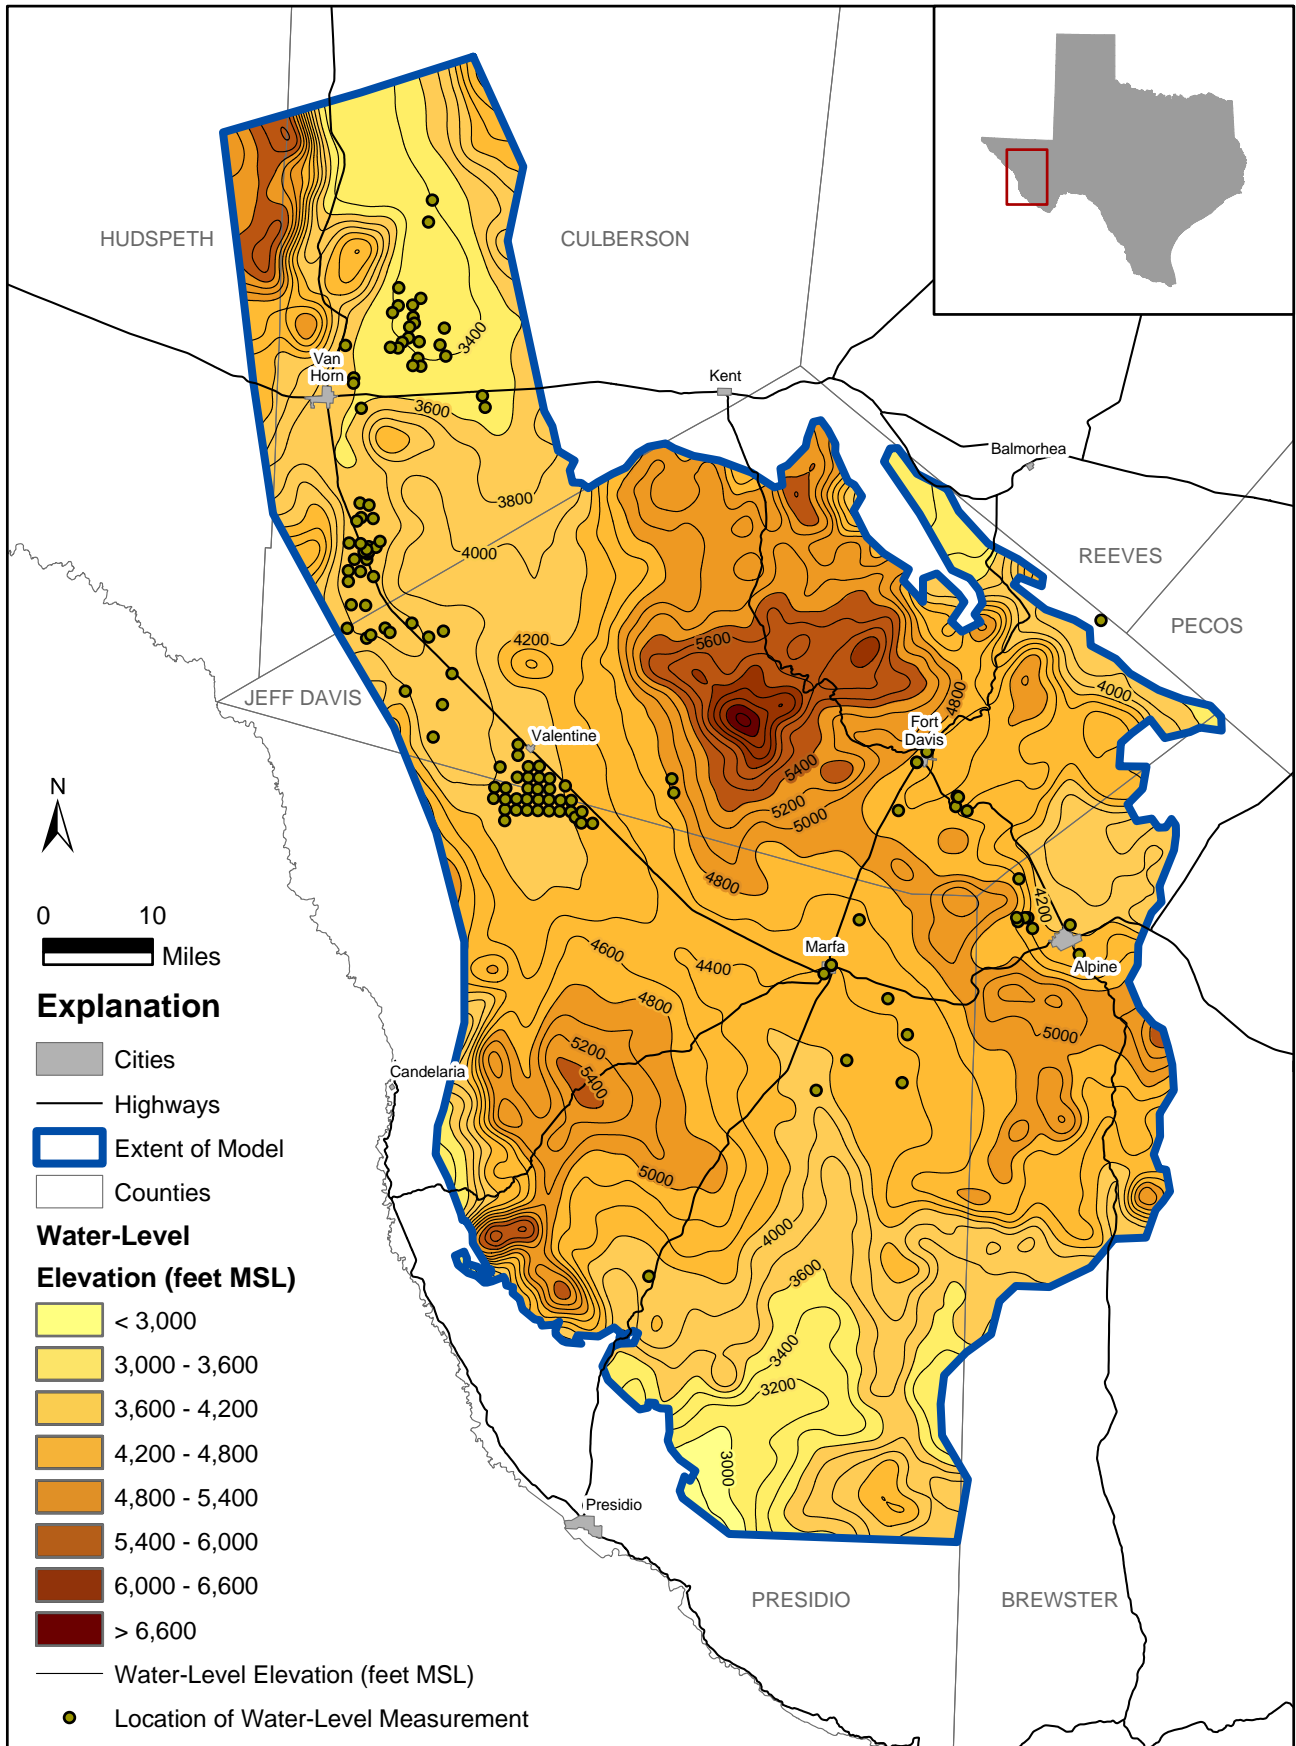 HUDSPETH
CULBERSON
3400
Van
Horn
Kent
3600
Balmorhea
3800
4000
REEVES
PECOS
4200
5600
JEFF DAVIS
4000
4800
Fort
Davis
Valentine
5400
5200
5000
N
4800
4200
0 10
Miles
Marfa
Alpine
4600
4400
4800
5000
5200
5400
Candelaria
5000
4000
3600
3400
3200
3000
Presidio
PRESIDIO
BREWSTER
Explanation
Cities
Highways
Extent of Model
Counties
Water-Level
Elevation (feet MSL)
< 3,000
3,000 - 3,600
3,600 - 4,200
4,200 - 4,800
4,800 - 5,400
5,400 - 6,000
6,000 - 6,600
> 6,600
Water-Level Elevation (feet MSL)
Location of Water-Level Measurement